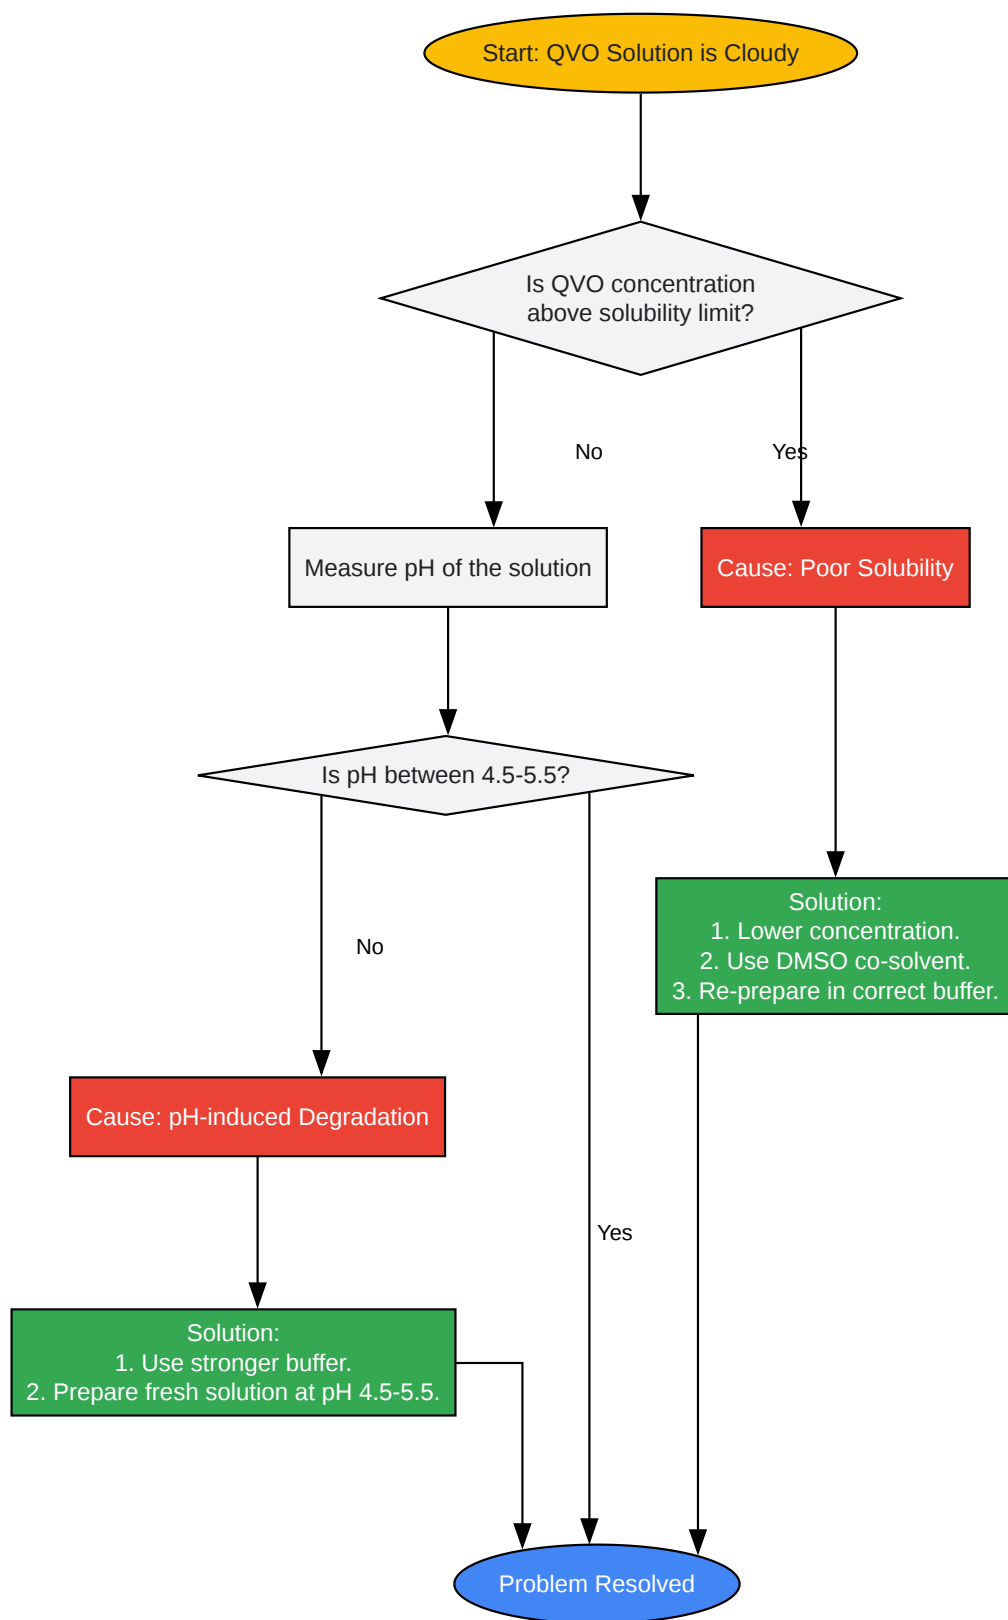 Start: QVO Solution is Cloudy
Is QVO concentration
above solubility limit?
No
Yes
Measure pH of the solution
Cause: Poor Solubility
Is pH between 4.5-5.5?
Solution:
1. Lower concentration.
2. Use DMSO co-solvent.
3. Re-prepare in correct buffer.
No
Cause: pH-induced Degradation
Yes
Solution:
1. Use stronger buffer.
2. Prepare fresh solution at pH 4.5-5.5.
Problem Resolved